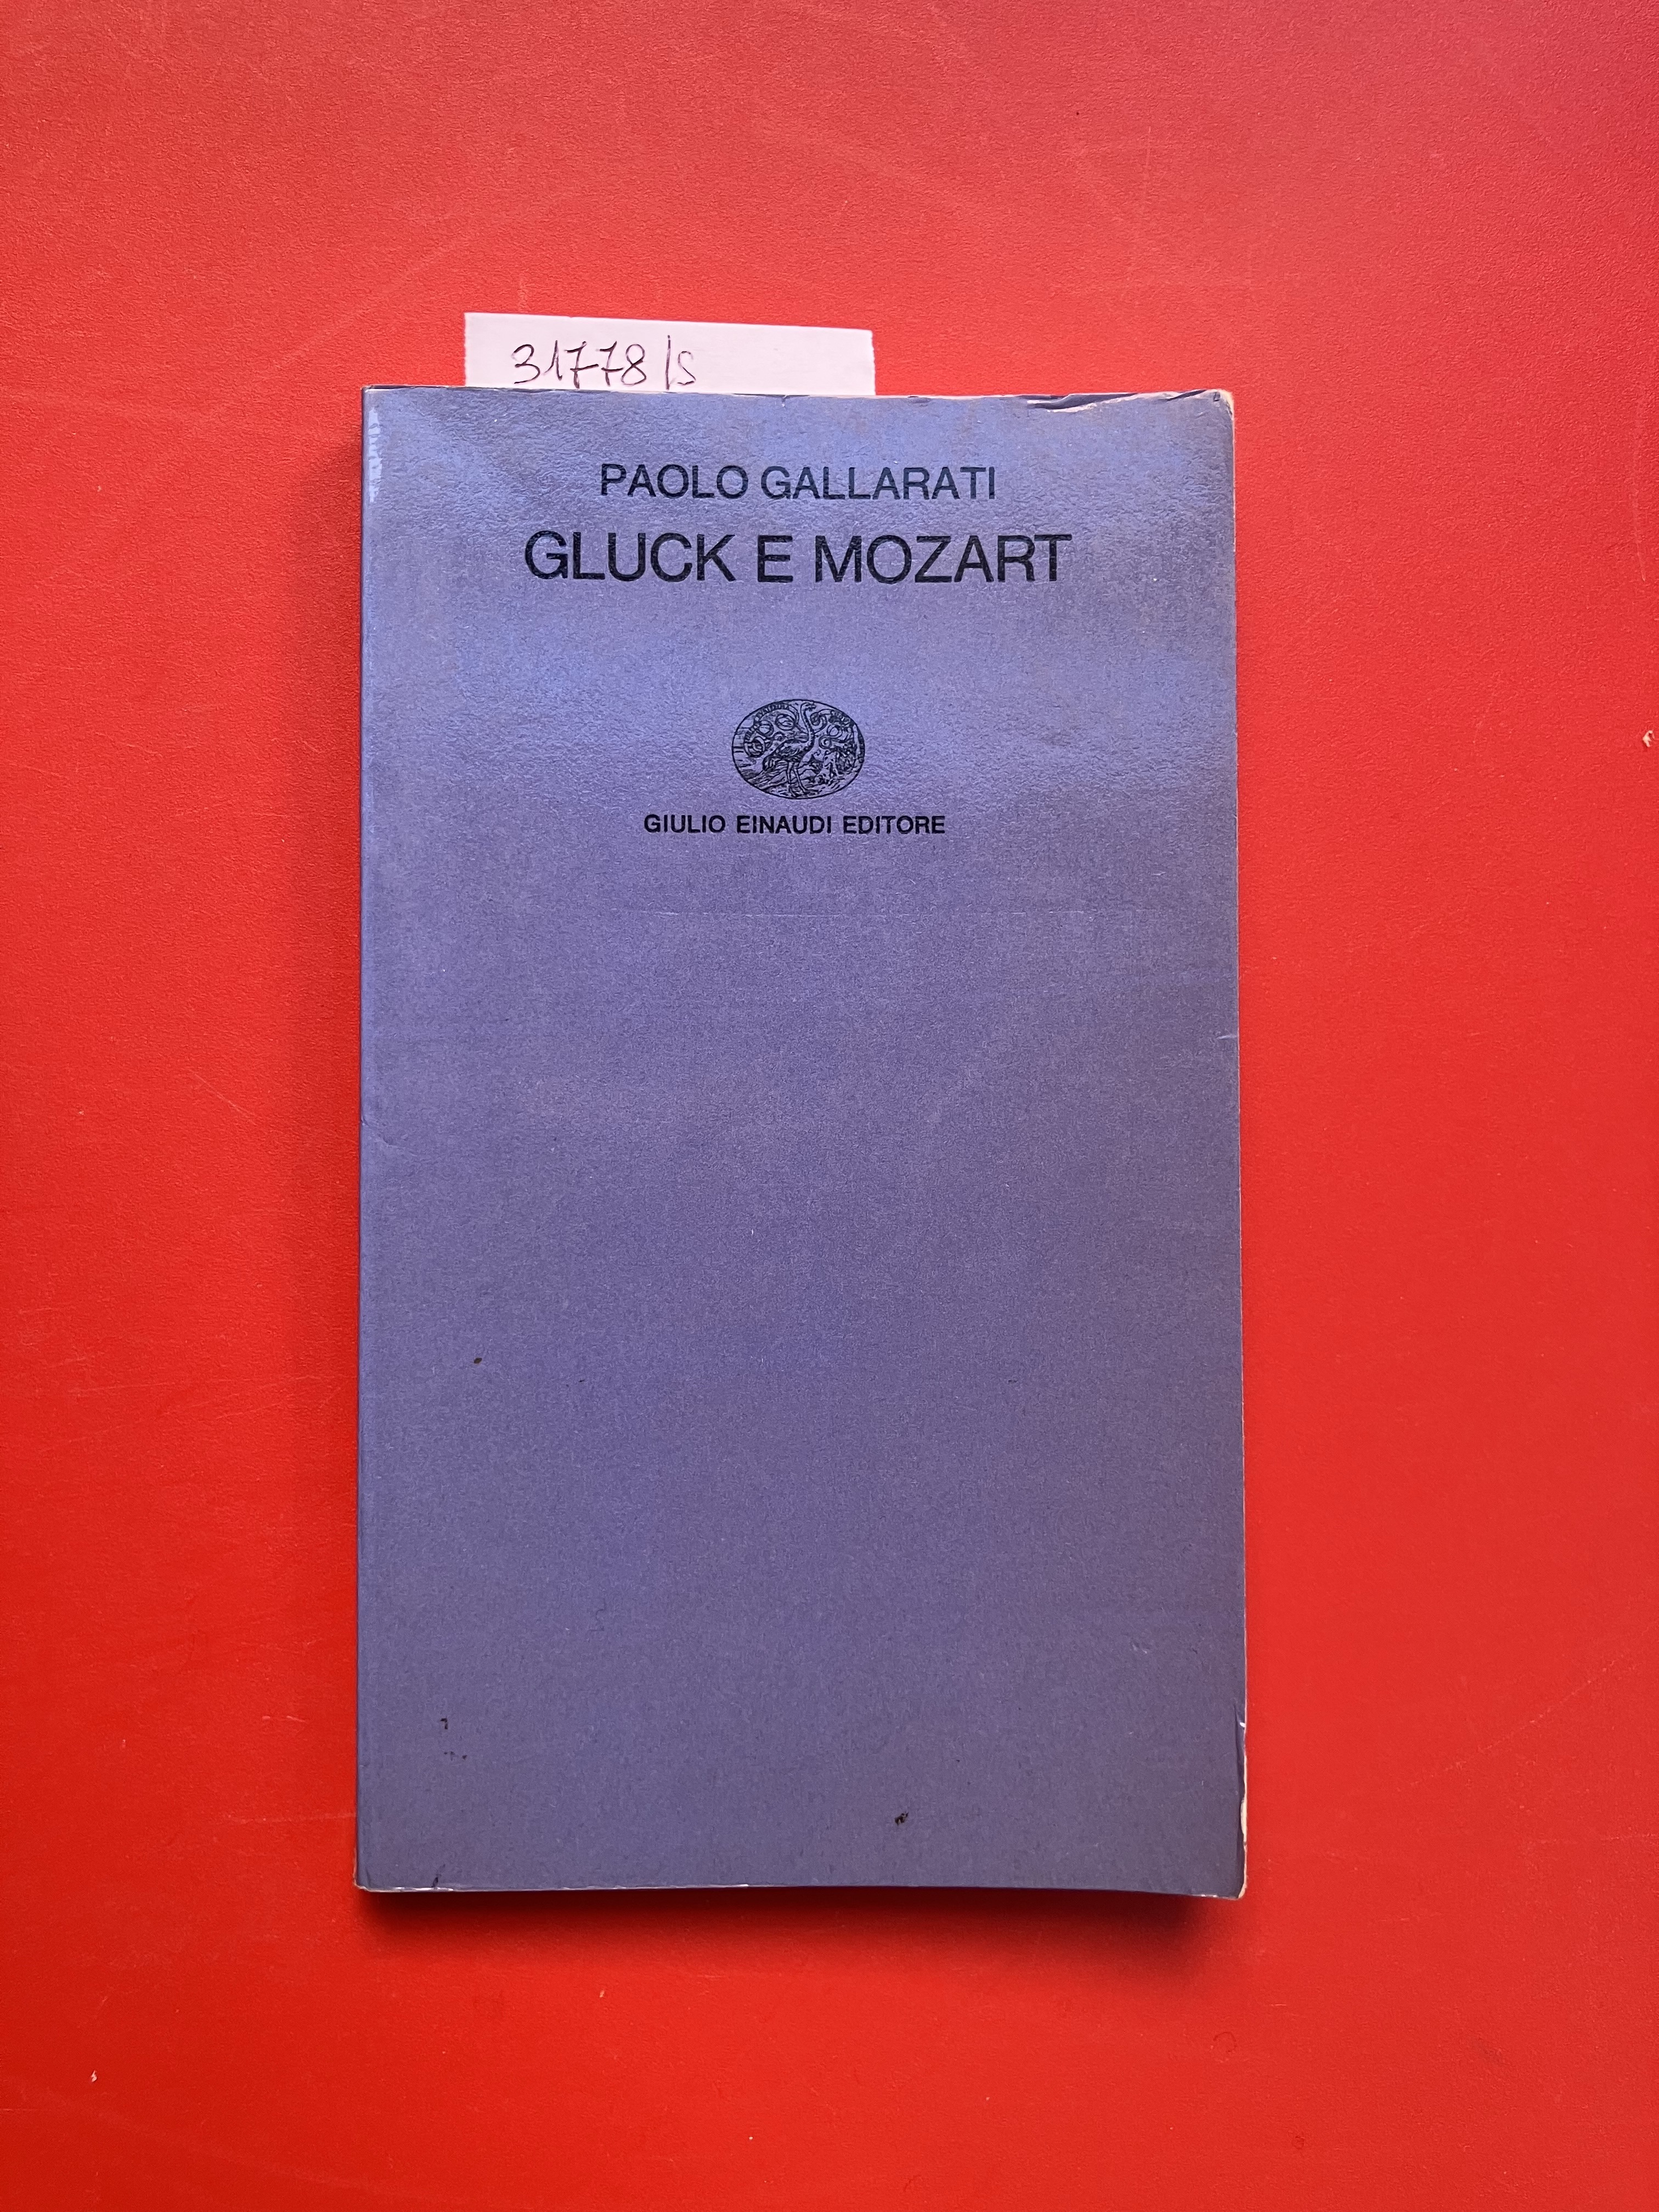 31778/s
PAOLO GALLARATI
GLUCK E MOZART
GIULIO EINAUDI EDITORE